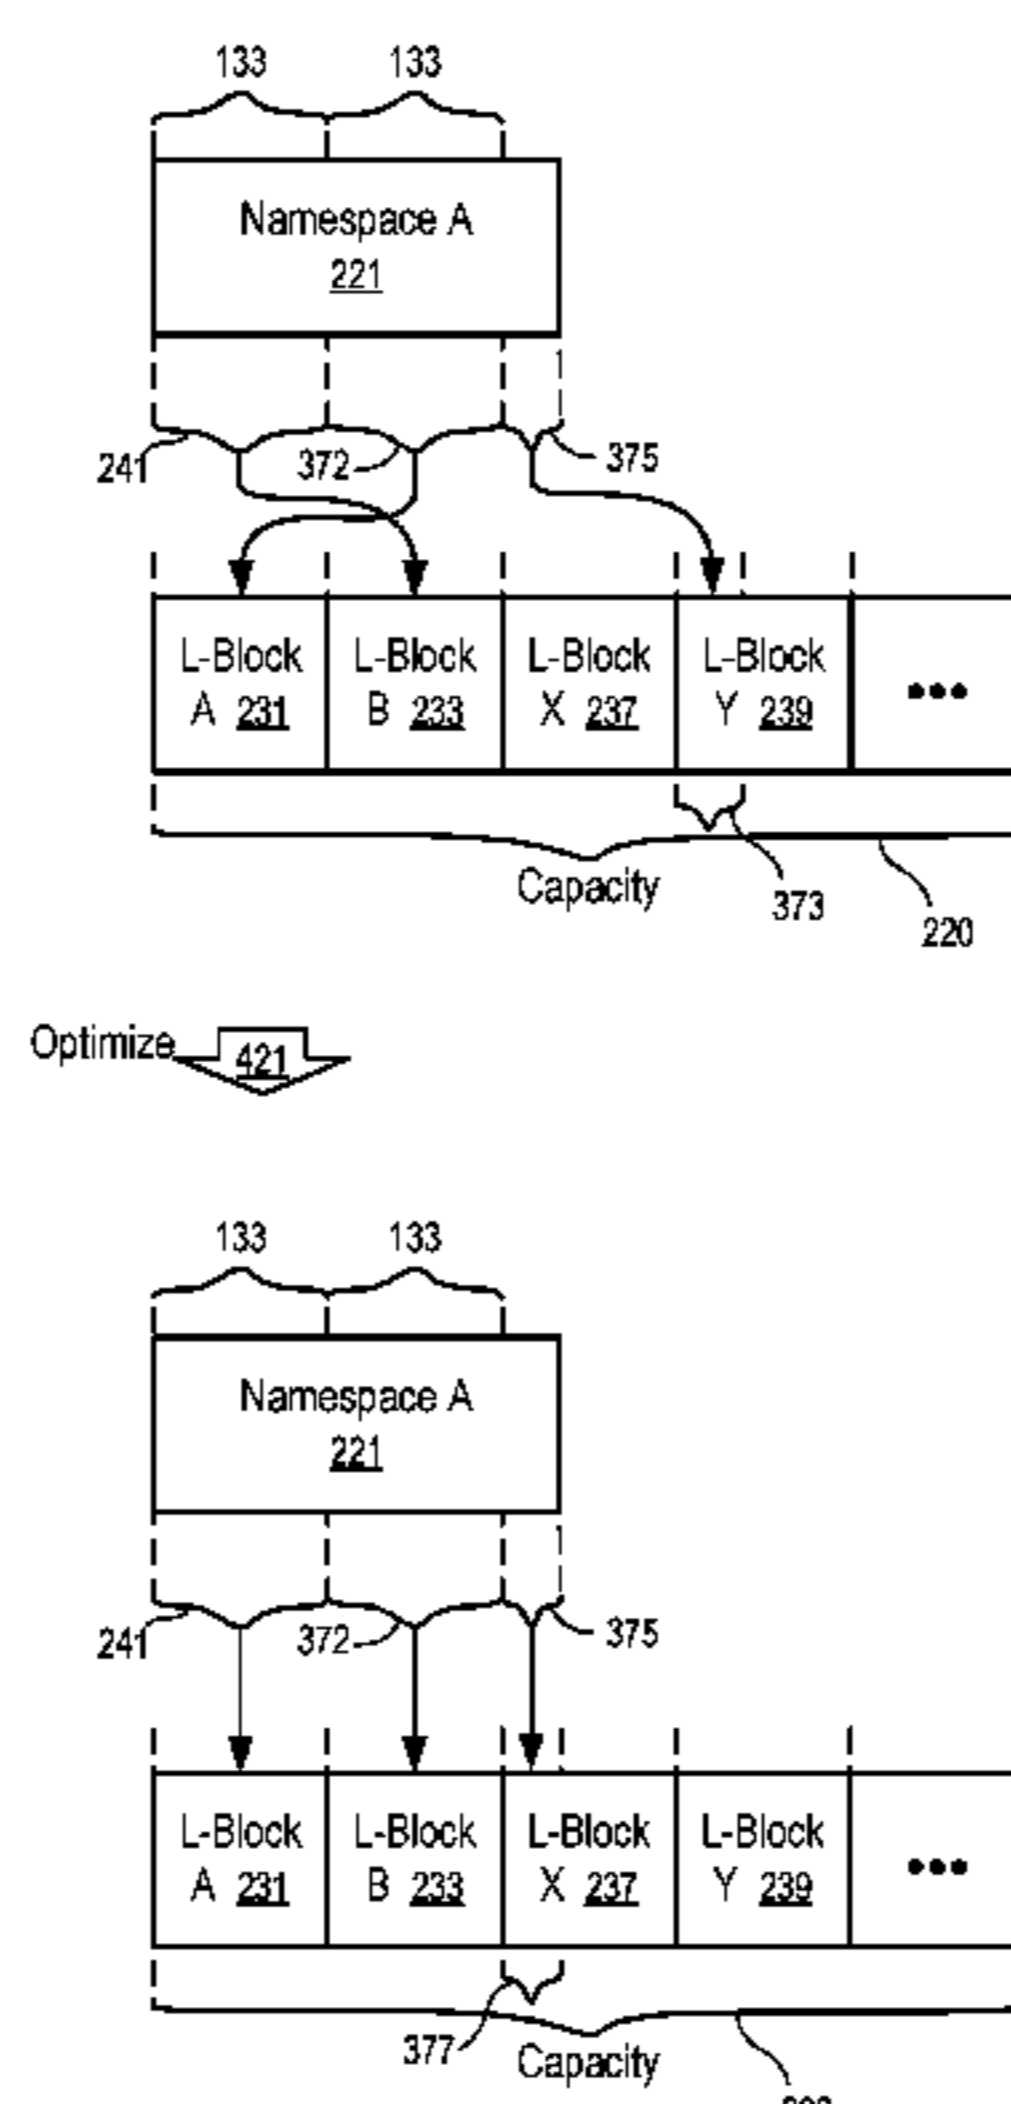 133 133
Namespace A
221
241 372 375
L-Block L-Block L-Block L-Block
A 231 B 233 X 237 Y 239 •••
Capacity 373 220
Optimize 421
133 133
Namespace A
221
241 372 375
L-Block L-Block L-Block L-Block
A 231 B 233 X 237 Y 239 •••
377 Capacity